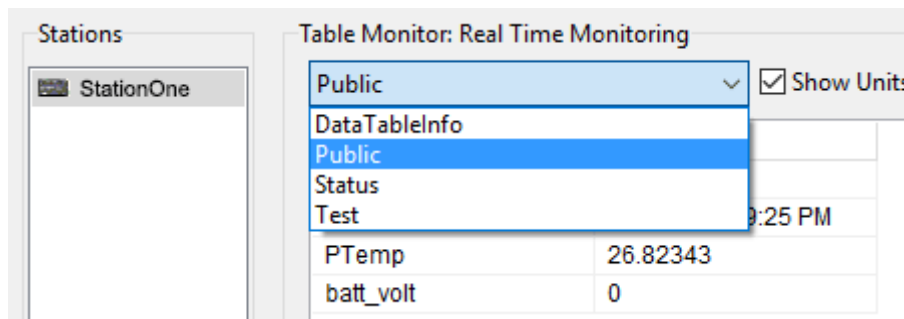 Stations
Table Monitor: Real Time Monitoring
StationOne
Public
Show Units
DataTableInfo
Public
Status
Test
9:25 PM
PTemp 26.82343
batt_volt 0